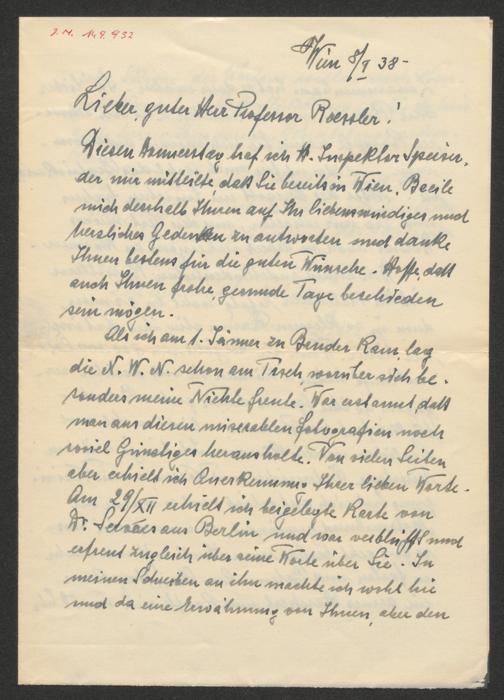 J. N. 149.932
Wien 8/I 38-
Lieber, guter Herr Professor Roessler!
Diesen Donnerstag traf ich H. Inspektor Speiser,
der mir mitteilte, daß Sie bereits in Wien. Beeile
mich deshalb Ihnen auf Ihr liebenswürdiges und
herzliches Gedenken zu antworten und danke
Ihnen bestens für die guten Wünsche. Hoffe, daß
auch Ihnen frohe, gesunde Tage beschieden
sein mögen.
Als ich am 1. Jänner zu Bruder kam, lag
die N. W. N. schon am Tisch, worüber sich be-
sonders meine Nichte freute. War erstaunt, daß
man aus diesen miserablen Fotografien noch
soviel Günstiges herausholte. Von vielen Seiten
aber erhielt ich Anerkennung Ihrer lieben Worte.
Am 29/XII erhielt ich beigelegte Karte von
Dr. Servaes aus Berlin und war verblüfft und
erfreut zugleich über seine Worte über Sie. In
meinen Schreiben an ihn machte ich wohl hie
und da eine Erwähnung von Ihnen, aber den